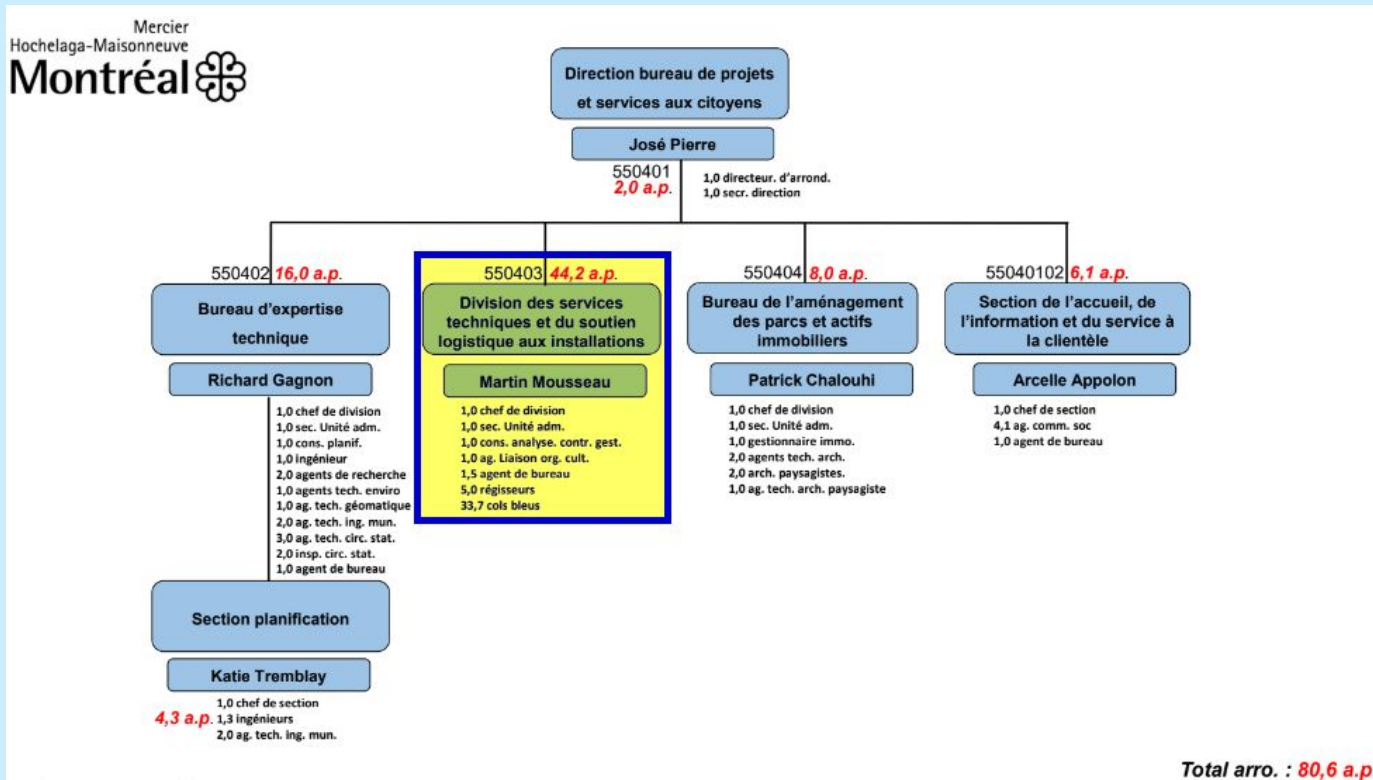 Mercier
Hochelaga-Maisonneuve
Montréal
Direction bureau de projets
et services aux citoyens
José Pierre
550401
2,0 a.p.
1,0 directeur. d'arrond.
1,0 secr. direction
550402 16,0 a.p.
Bureau d'expertise
technique
Richard Gagnon
1,0 chef de division
1,0 sec. Unité adm.
1,0 cons. planif.
1,0 ingénieur
2,0 agents de recherche
1,0 agents tech. enviro
1,0 ag. tech. géomatique
2,0 ag. tech. ing. mun.
3,0 ag. tech. circ. stat.
2,0 insp. circ. stat.
1,0 agent de bureau
Section planification
Katie Tremblay
4,3 a.p.
1,0 chef de section
1,3 ingénieurs
2,0 ag. tech. ing. mun.
550403 44,2 a.p.
Division des services
techniques et du soutien
logistique aux installations
Martin Mousseau
1,0 chef de division
1,0 sec. Unité adm.
1,0 cons. analyse. contr. gest.
1,0 ag. Liaison org. cult.
1,5 agent de bureau
5,0 régisseurs
33,7 cols bleus
550404 8,0 a.p.
Bureau de l'aménagement
des parcs et actifs
immobiliers
Patrick Chalouhi
1,0 chef de division
1,0 sec. Unité adm.
1,0 gestionnaire immo.
2,0 agents tech. arch.
2,0 arch. paysagistes.
1,0 ag. tech. arch. paysagiste
55040102 6,1 a.p.
Section de l'accueil, de
l'information et du service à
la clientèle
Arcelle Appolon
1,0 chef de section
4,1 ag. comm. soc
1,0 agent de bureau
Total arro. : 80,6 a.p